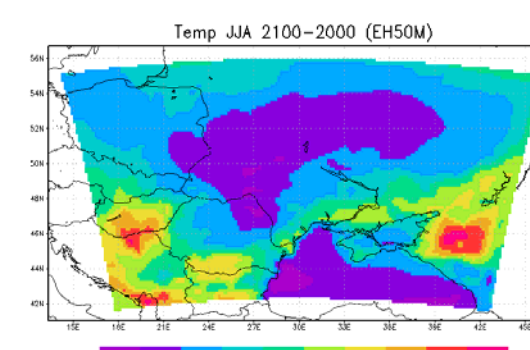 Temp JJA 2100-2000 (EH50M)
56N
54N
52N
50N
48N
46N
44N
42N
15E 18E 21E 24E 27E 30E 33E 36E 39E 42E 45E